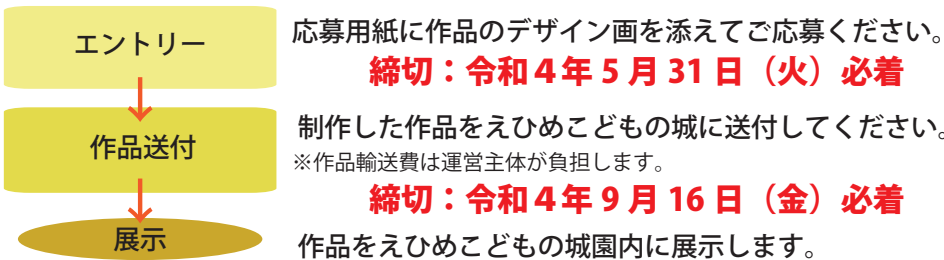 エントリー
応募用紙に作品のデザイン画を添えてご応募ください。
締切：令和４年５月 31 日（火）必着
作品送付
制作した作品をえひめこどもの城に送付してください。
※作品輸送費は運営主体が負担します。
締切：令和４年９月 16 日（金）必着
展示
作品をえひめこどもの城園内に展示します。